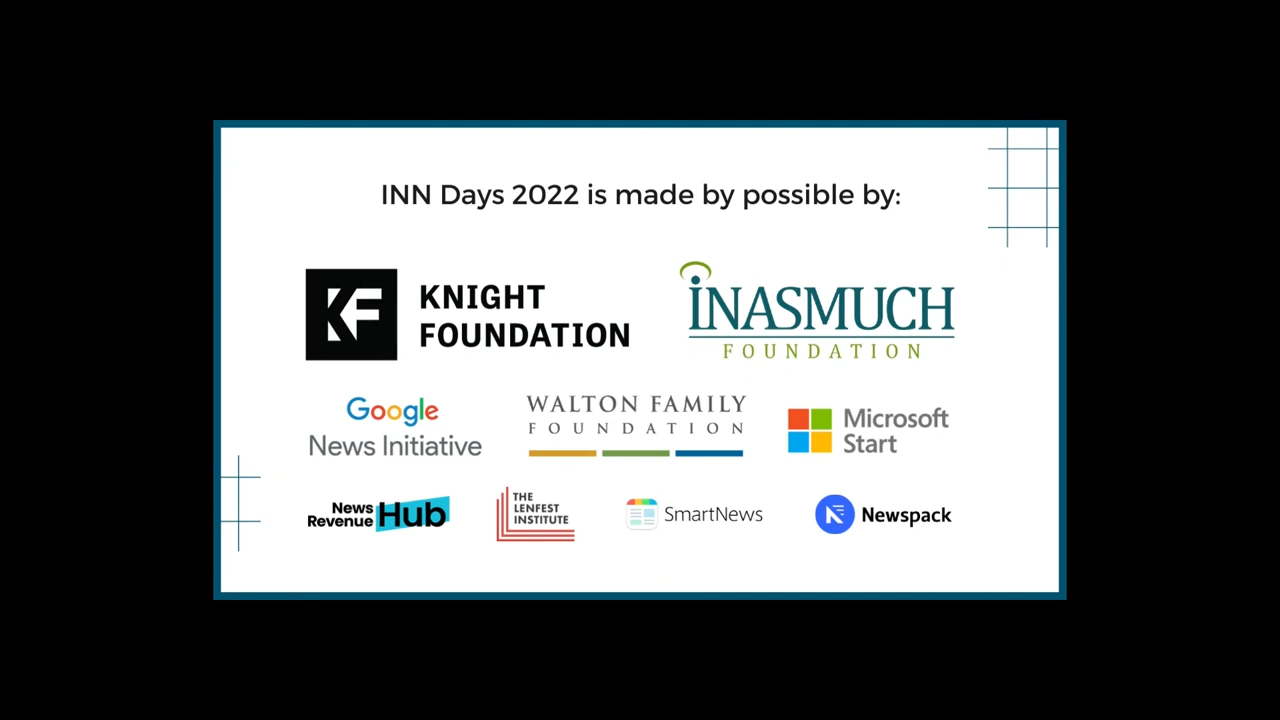 INN Days 2022 is made by possible by:
KF
KNIGHT
FOUNDATION
iNASMUCH
FOUNDATION
Google
News Initiative
WALTON FAMILY
FOUNDATION
Microsoft
Start
News
Revenue Hub
THE
LENFEST
INSTITUTE
SmartNews
Newspack